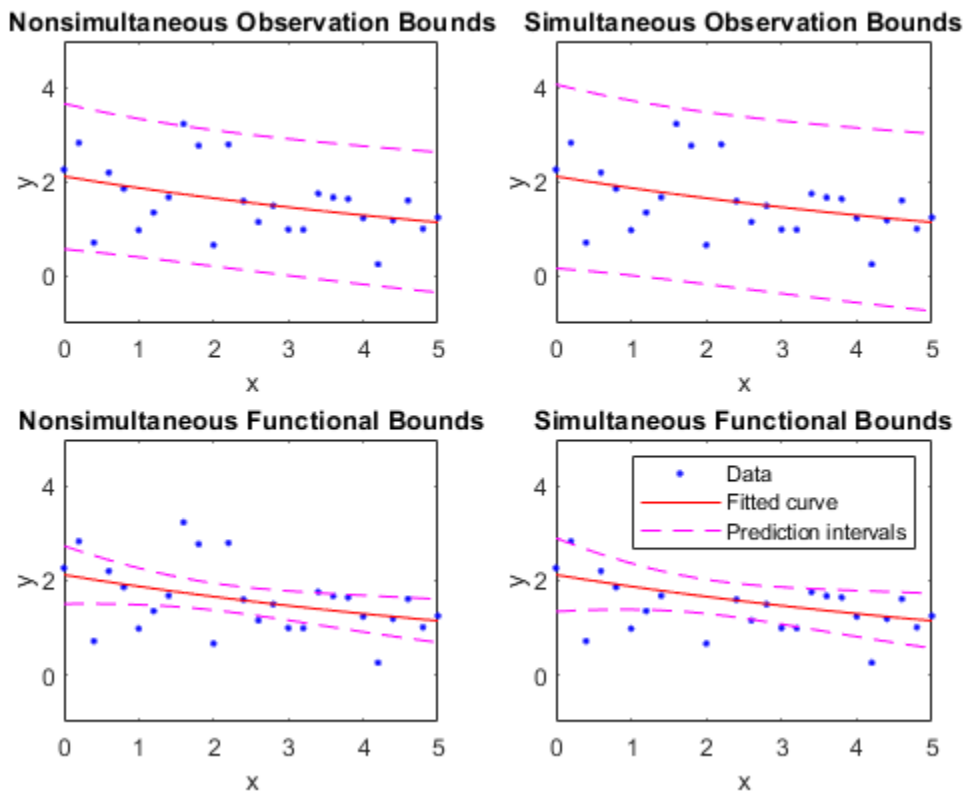 Nonsimultaneous Observation Bounds
4
2
0
y
0 1 2 3 4 5
x
Simultaneous Observation Bounds
4
2
0
y
0 1 2 3 4 5
x
Nonsimultaneous Functional Bounds
4
2
0
y
0 1 2 3 4 5
x
Simultaneous Functional Bounds
Data
Fitted curve
Prediction intervals
4
2
0
y
0 1 2 3 4 5
x